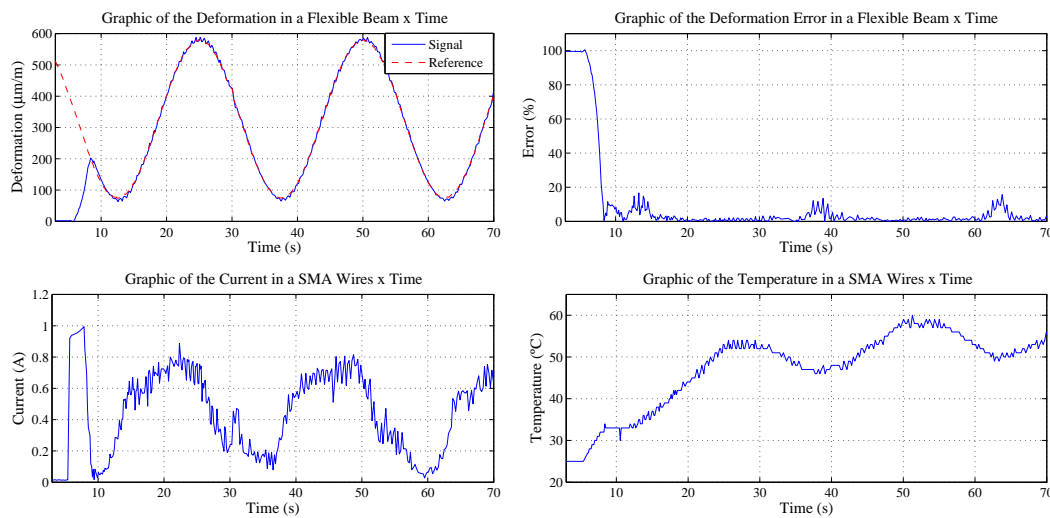 Graphic of the Deformation in a Flexible Beam x Time
600
500
400
300
200
100
0
10 20 30 40 50 60 70
Deformation (μm/m)
Time (s)
Signal
Reference
Graphic of the Deformation Error in a Flexible Beam x Time
100
80
60
40
20
0
10 20 30 40 50 60 70
Error (%)
Time (s)
Graphic of the Current in a SMA Wires x Time
1.2
1
0.8
0.6
0.4
0.2
0
10 20 30 40 50 60 70
Current (A)
Time (s)
Graphic of the Temperature in a SMA Wires x Time
60
50
40
30
20
10 20 30 40 50 60 70
Temperature (ºC)
Time (s)